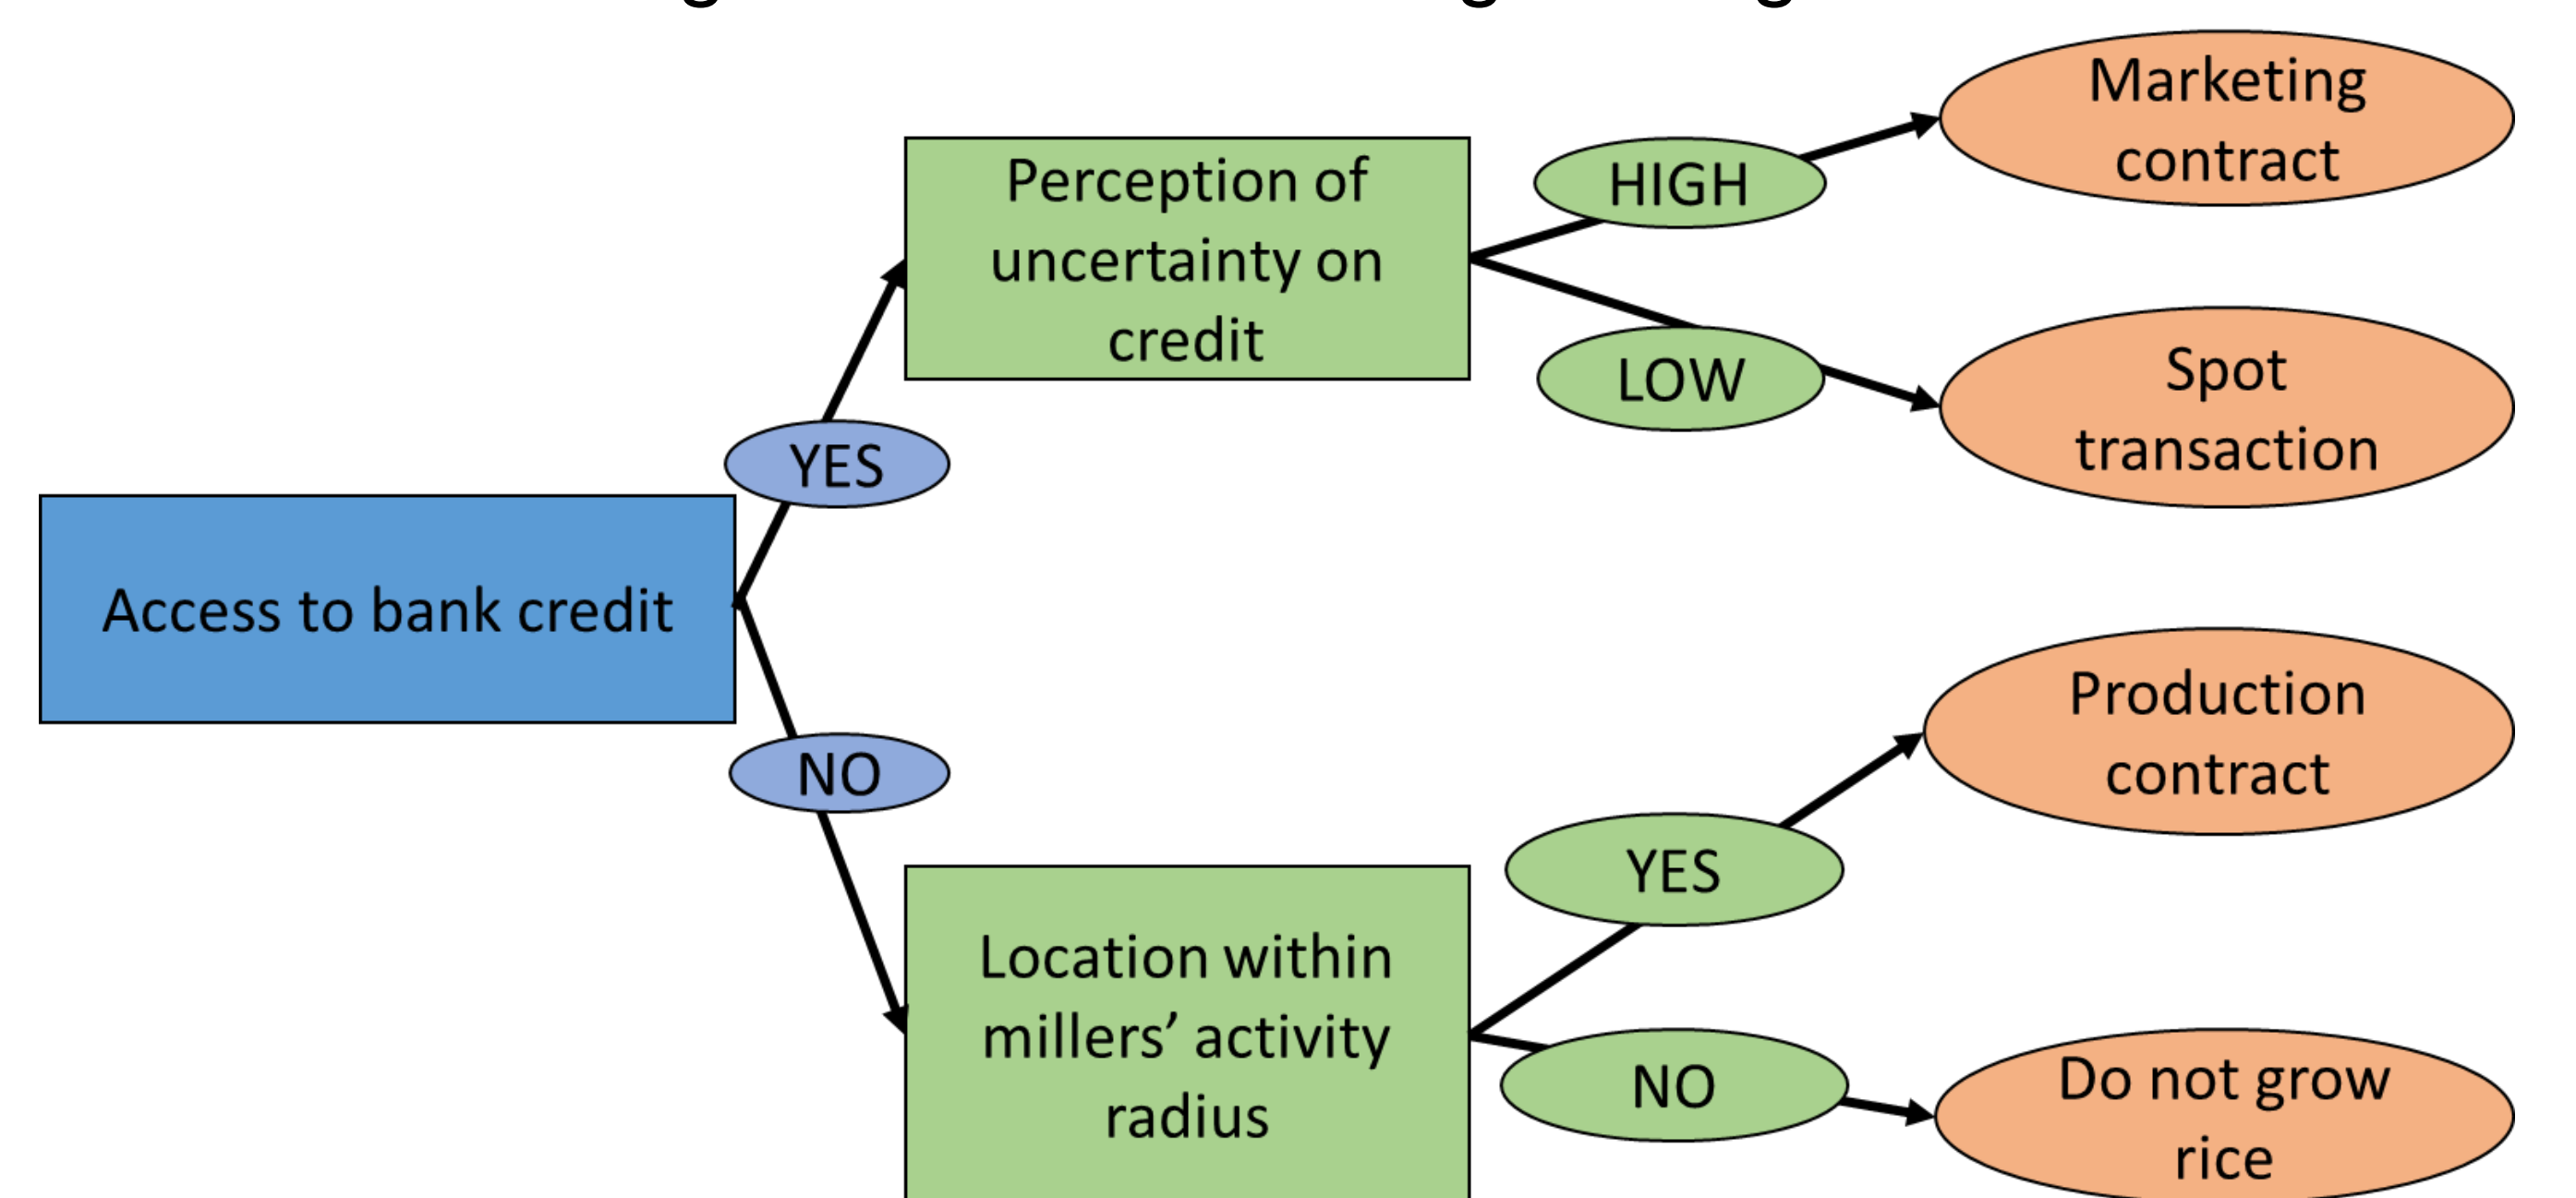 Marketing
contract
Perception of
uncertainty on
credit
HIGH
LOW
Spot
transaction
YES
Access to bank credit
NO
Production
contract
YES
Location within
millers’ activity
radius
NO
Do not grow
rice